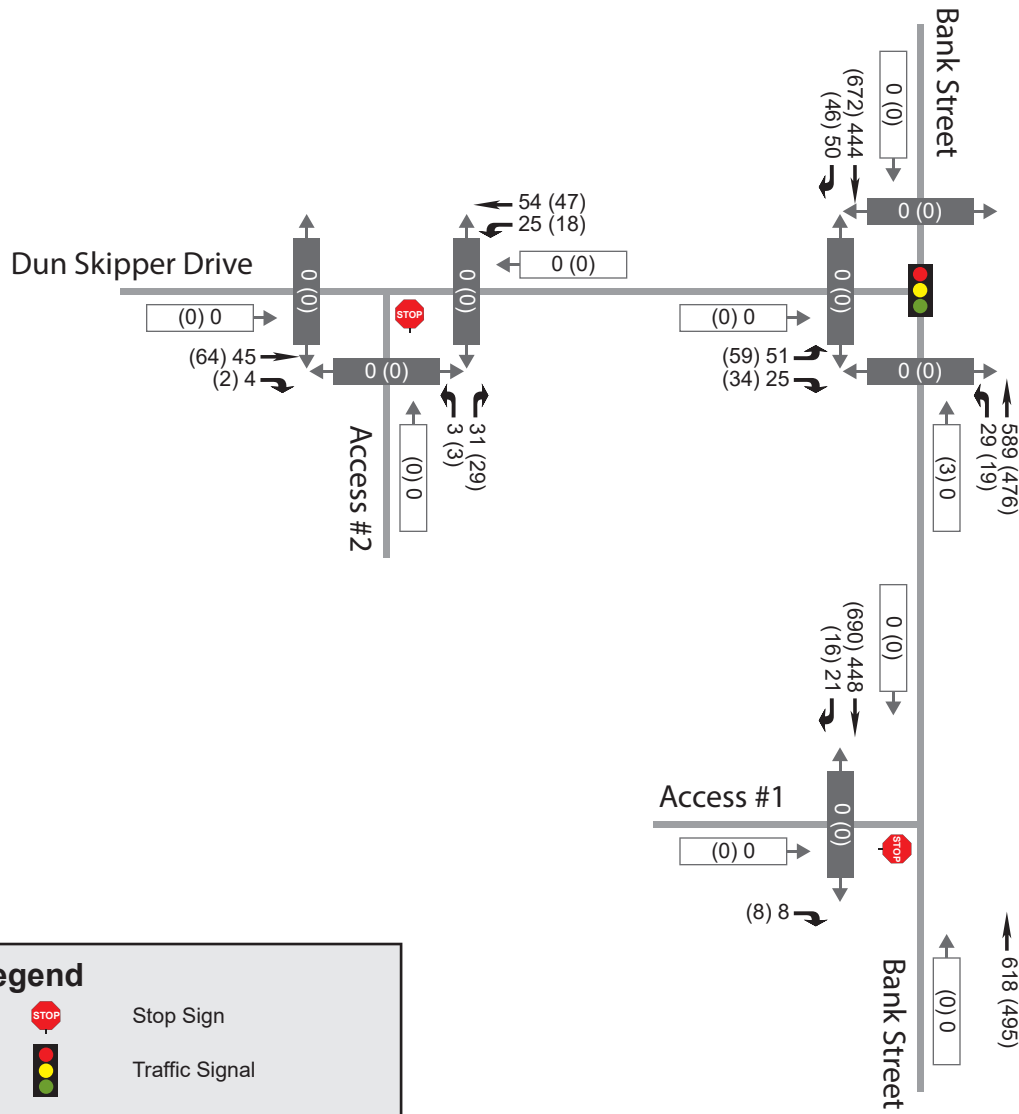 Bank Street
0 (0)
(672) 444
(46) 50
0 (0)
54 (47)
25 (18)
0 (0)
Dun Skipper Drive
0 (0)
0 (0)
0 (0)
(0) 0
STOP
(0) 0
(64) 45
(2) 4
0 (0)
(59) 51
(34) 25
0 (0)
3 (3)
31 (29)
Access #2
(0) 0
(3) 0
29 (19)
589 (476)
0 (0)
(690) 448
(16) 21
Access #1
0 (0)
(0) 0
STOP
(8) 8
Bank Street
(0) 0
618 (495)
egend
STOP
Stop Sign
Traffic Signal